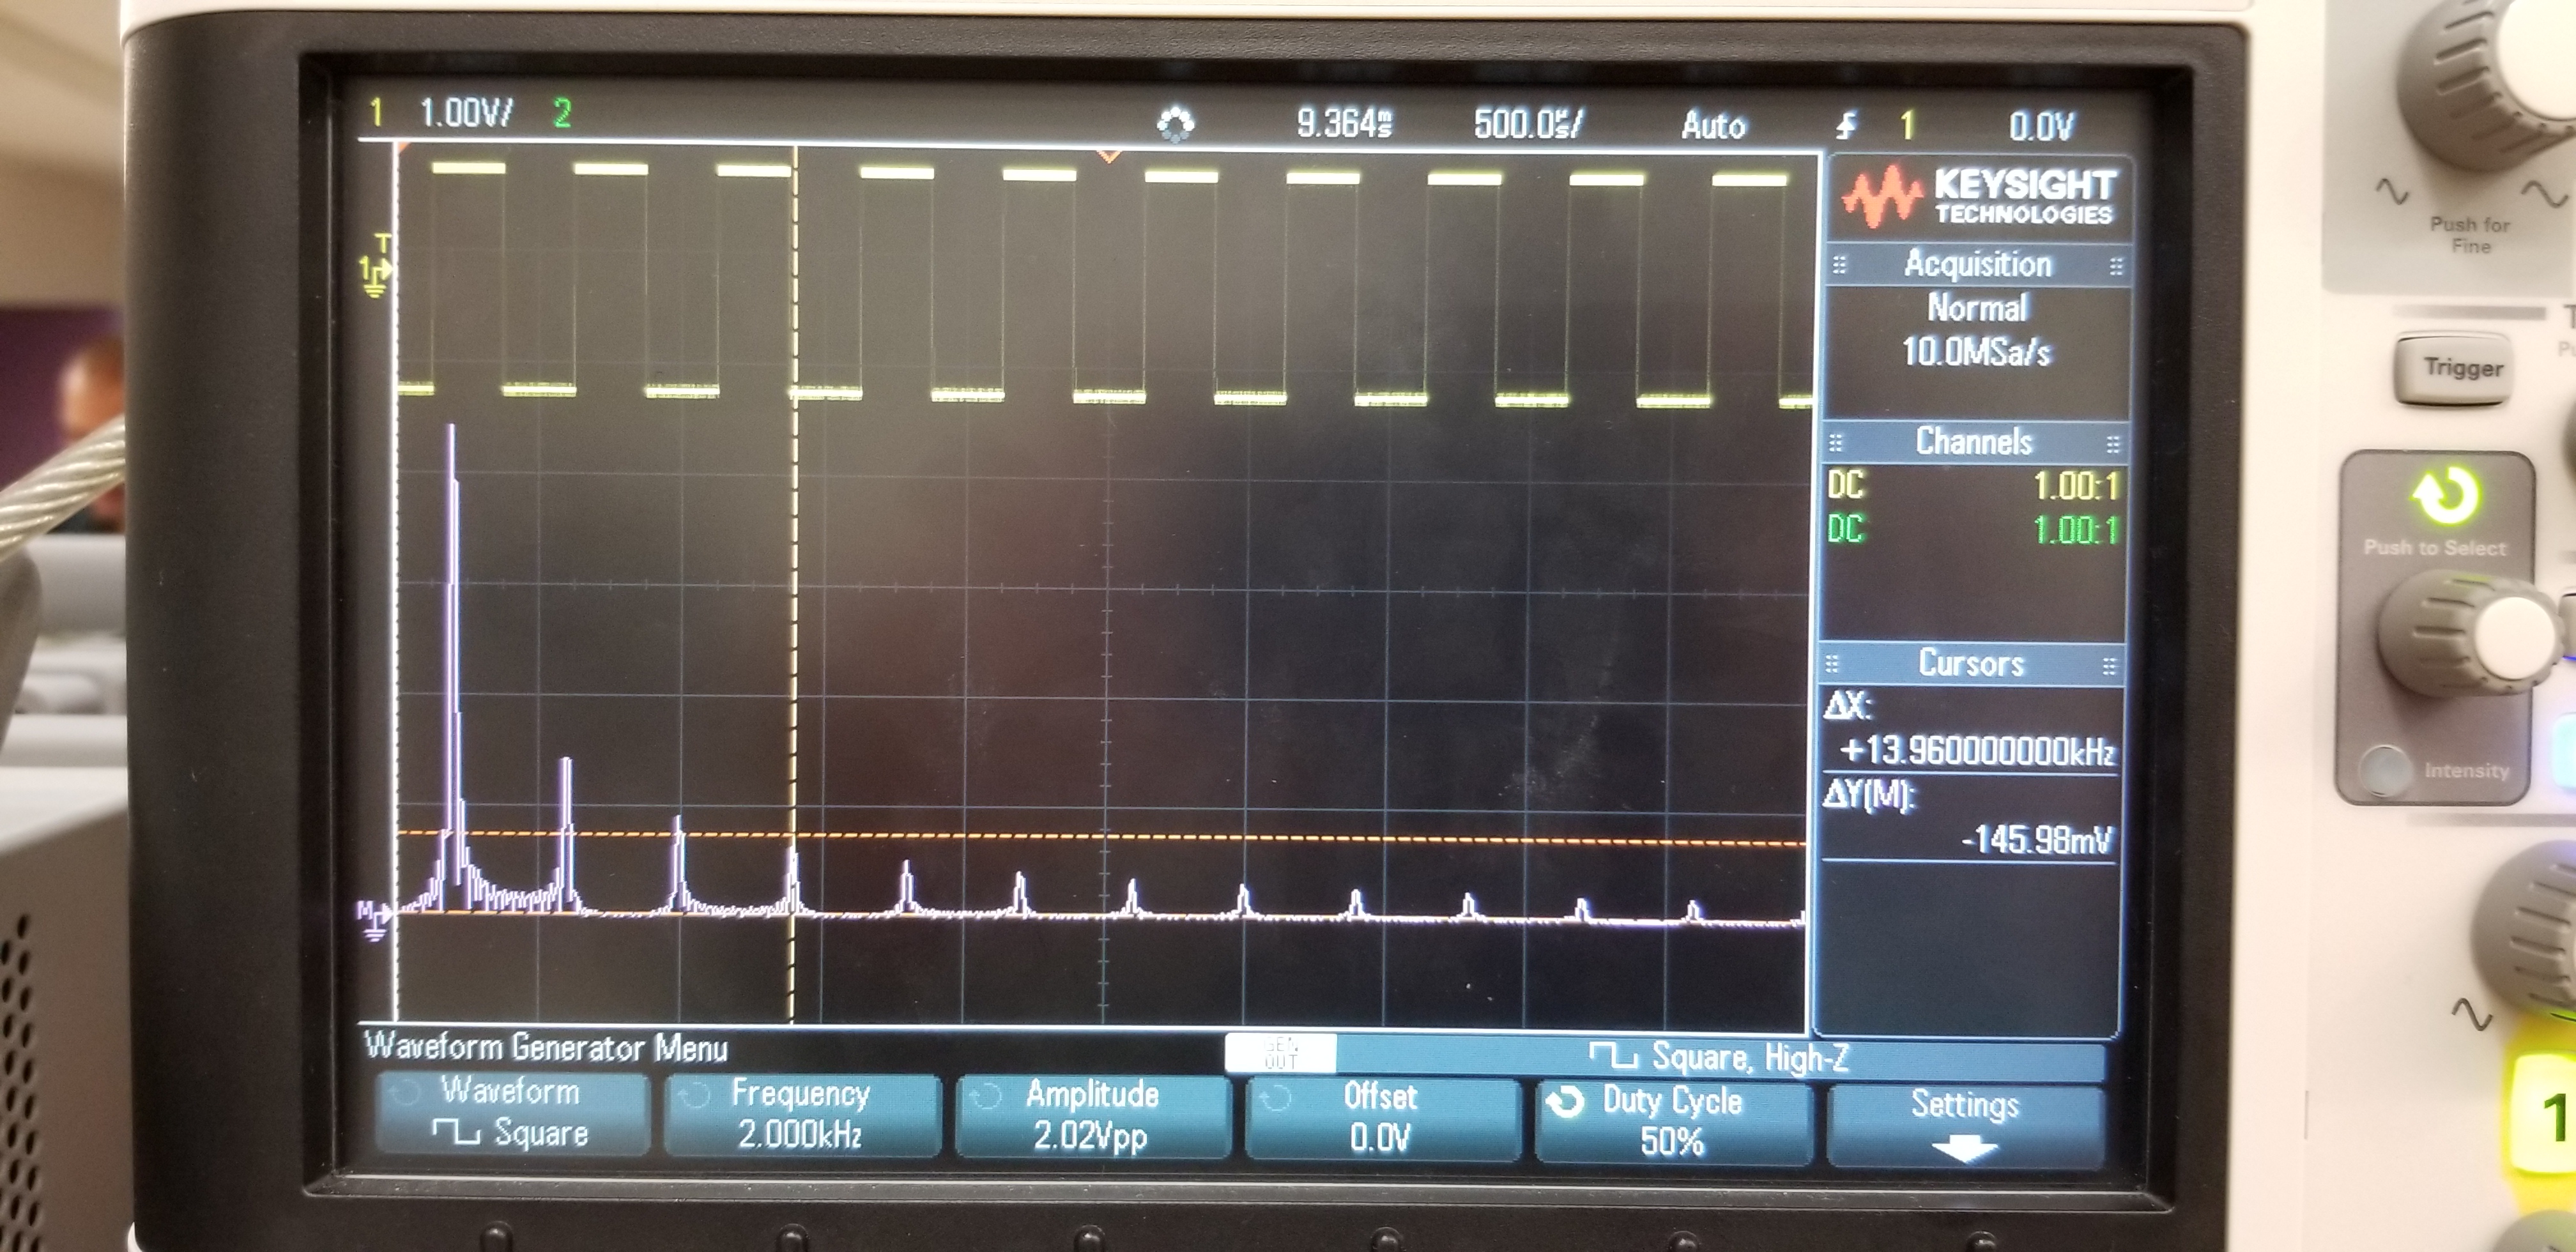 1 1.00V/ 2 9.364ms 500.0µs/ Auto 1 0.0V
KEYSIGHT
TECHNOLOGIES
T
1
Acquisition
Normal
10.0MSa/s
Channels
DC 1.00:1
DC 1.00:1
Cursors
ΔX:
+13.960000000kHz
ΔY(M):
-145.98mV
M
Waveform Generator Menu
GEN
OUT
Square, High-Z
Waveform
Square
Frequency
2.000kHz
Amplitude
2.02Vpp
Offset
0.0V
Duty Cycle
50%
Settings
Push for
Fine
Trigger
Push to Select
Intensity
1